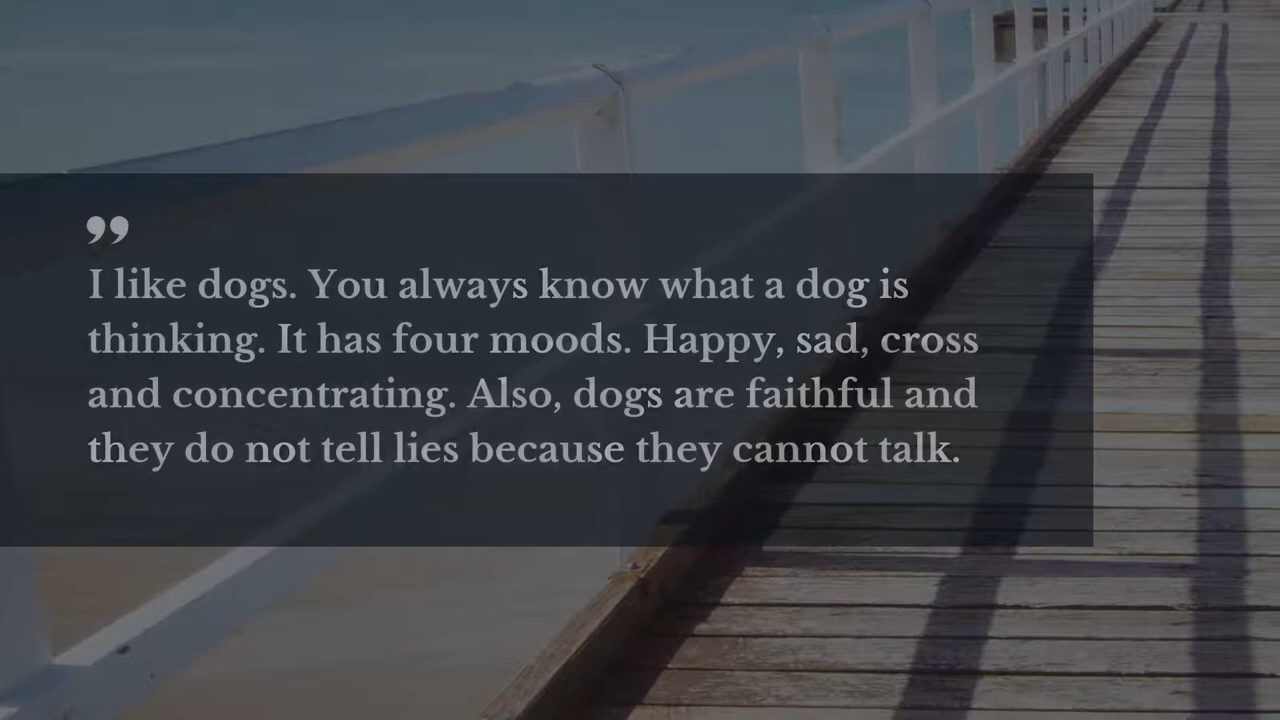 ”
I like dogs. You always know what a dog is
thinking. It has four moods. Happy, sad, cross
and concentrating. Also, dogs are faithful and
they do not tell lies because they cannot talk.